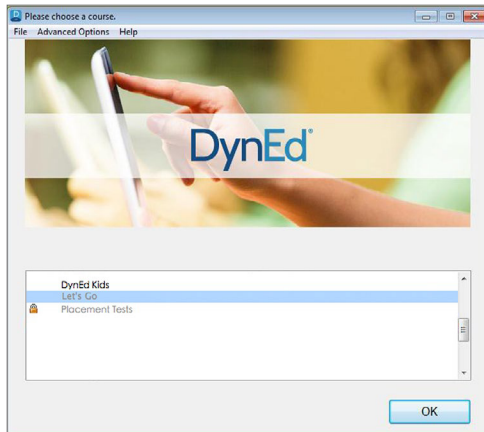 Please choose a course.
File Advanced Options Help
DynEd®
DynEd Kids
Let's Go
Placement Tests
OK